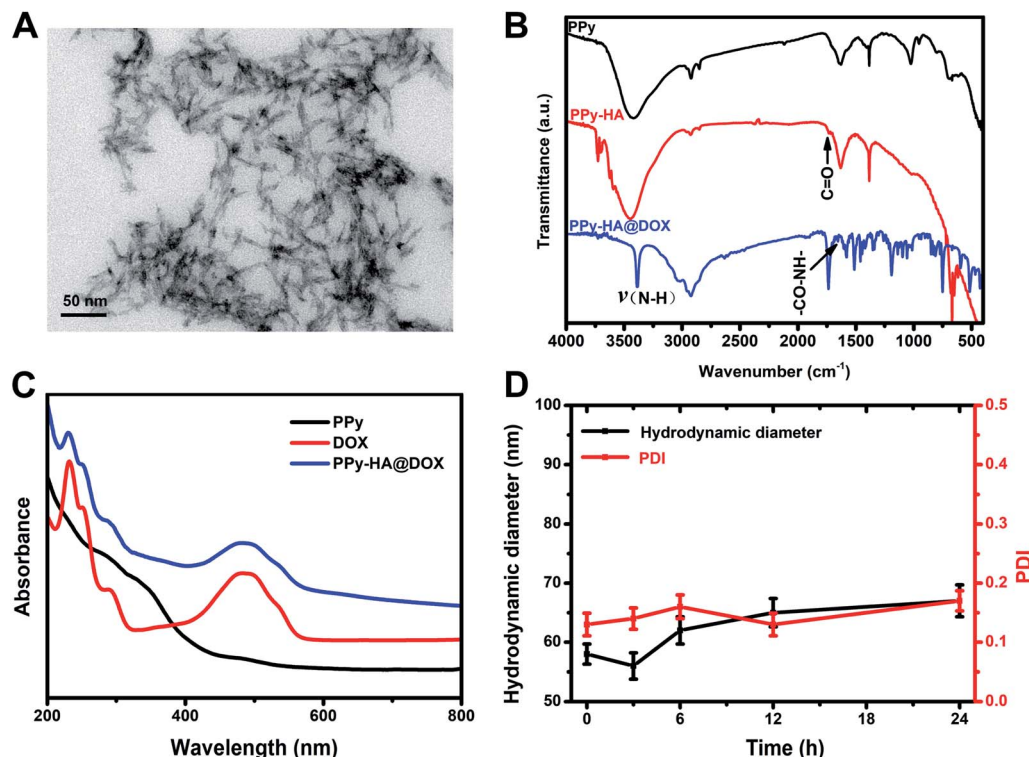 A
50 nm
B
PPy
PPy-HA
C=O
PPy-HA@DOX
ν(N-H)
-CO-NH-
Transmittance (a.u.)
4000 3500 3000 2500 2000 1500 1000 500
Wavenumber (cm⁻¹)
C
PPy
DOX
PPy-HA@DOX
Absorbance
200 400 600 800
Wavelength (nm)
D
Hydrodynamic diameter
PDI
Hydrodynamic diameter (nm)
100
90
80
70
60
50
0.5
0.4
0.3
0.2
0.1
0.0
PDI
0 6 12 18 24
Time (h)